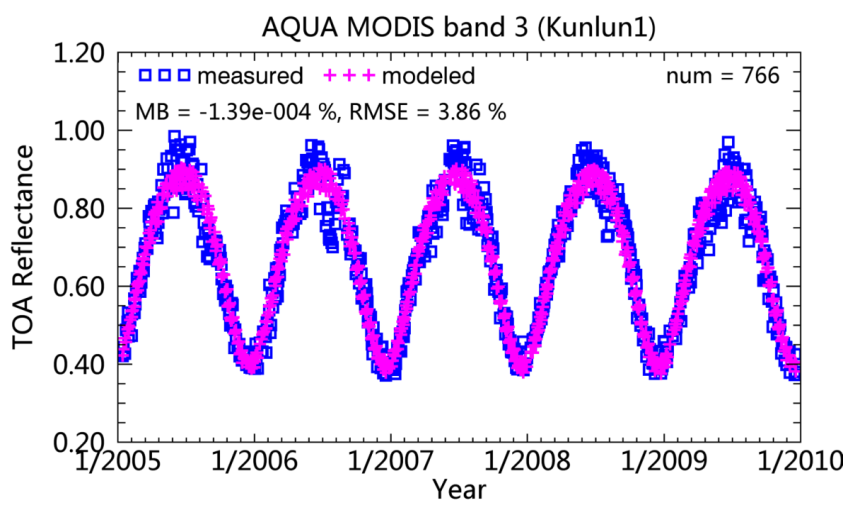 AQUA MODIS band 3 (Kunlun1)
1.20
measured modeled num = 766
MB = -1.39e-004 %, RMSE = 3.86 %
1.00
0.80
TOA Reflectance
0.60
0.40
0.20
1/2005 1/2006 1/2007 1/2008 1/2009 1/2010
Year